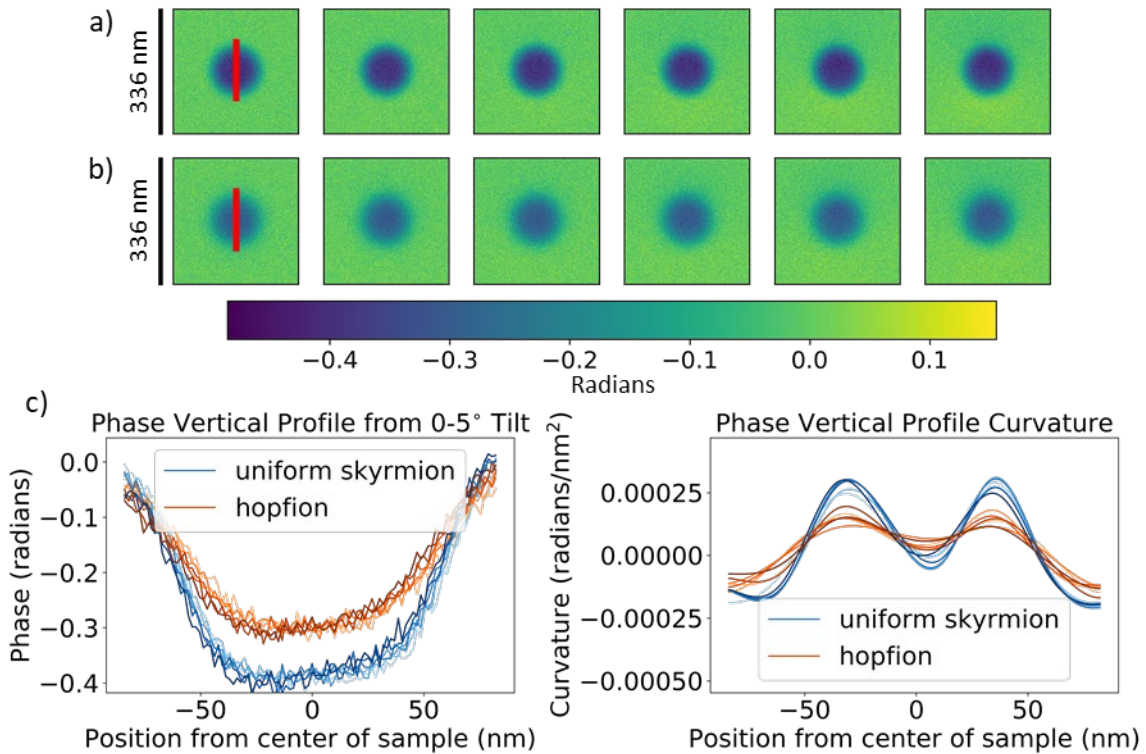 a)
336 nm
b)
336 nm
−0.4 −0.3 −0.2 −0.1 0.0 0.1
Radians
c)
Phase Vertical Profile from 0-5° Tilt
Phase (radians)
0.0
−0.1
−0.2
−0.3
−0.4
uniform skyrmion
hopfion
−50 0 50
Position from center of sample (nm)
Phase Vertical Profile Curvature
Curvature (radians/nm²)
0.00025
0.00000
−0.00025
−0.00050
uniform skyrmion
hopfion
−50 0 50
Position from center of sample (nm)